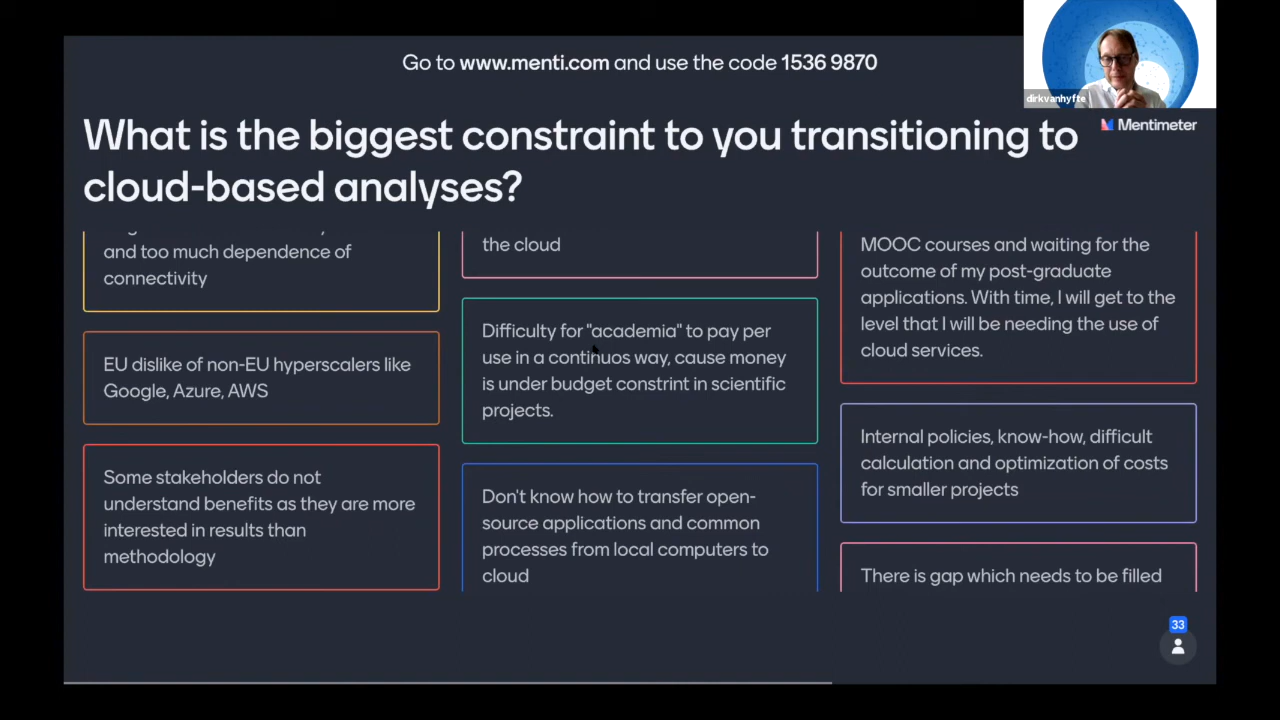 Go to www.menti.com and use the code 1536 9870
dirkvanhyfte
Mentimeter
What is the biggest constraint to you transitioning to
cloud-based analyses?
and too much dependence of
connectivity
EU dislike of non-EU hyperscalers like
Google, Azure, AWS
Some stakeholders do not
understand benefits as they are more
interested in results than
methodology
the cloud
Difficulty for "academia" to pay per
use in a continuos way, cause money
is under budget constrint in scientific
projects.
Don't know how to transfer open-
source applications and common
processes from local computers to
cloud
MOOC courses and waiting for the
outcome of my post-graduate
applications. With time, I will get to the
level that I will be needing the use of
cloud services.
Internal policies, know-how, difficult
calculation and optimization of costs
for smaller projects
There is gap which needs to be filled
33